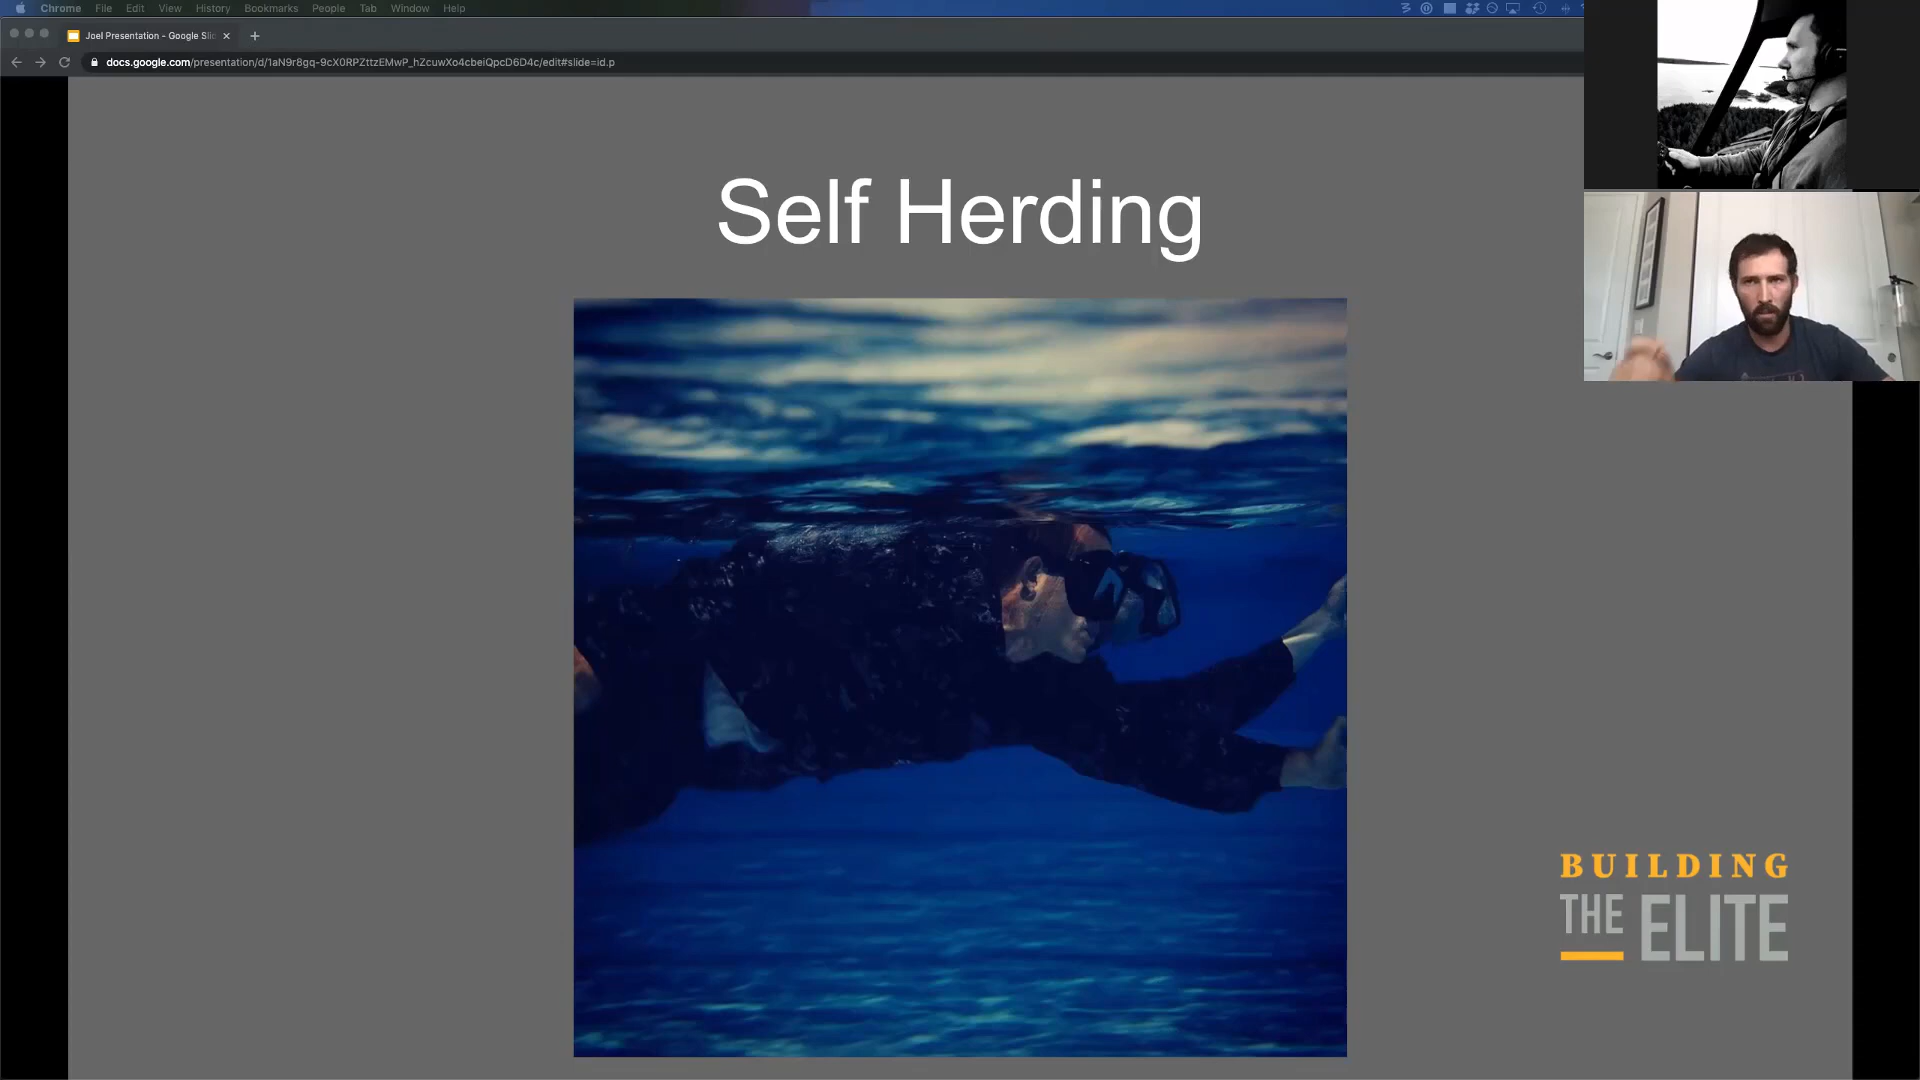 Chrome File Edit View History Bookmarks People Tab Window Help
Joel Presentation - Google Slid
docs.google.com/presentation/d/1aN9r8gq-9cX0RPZttzEMwP_hZcuwXo4cbeiQpcD6D4c/edit#slide=id.p
Self Herding
BUILDING
THE ELITE